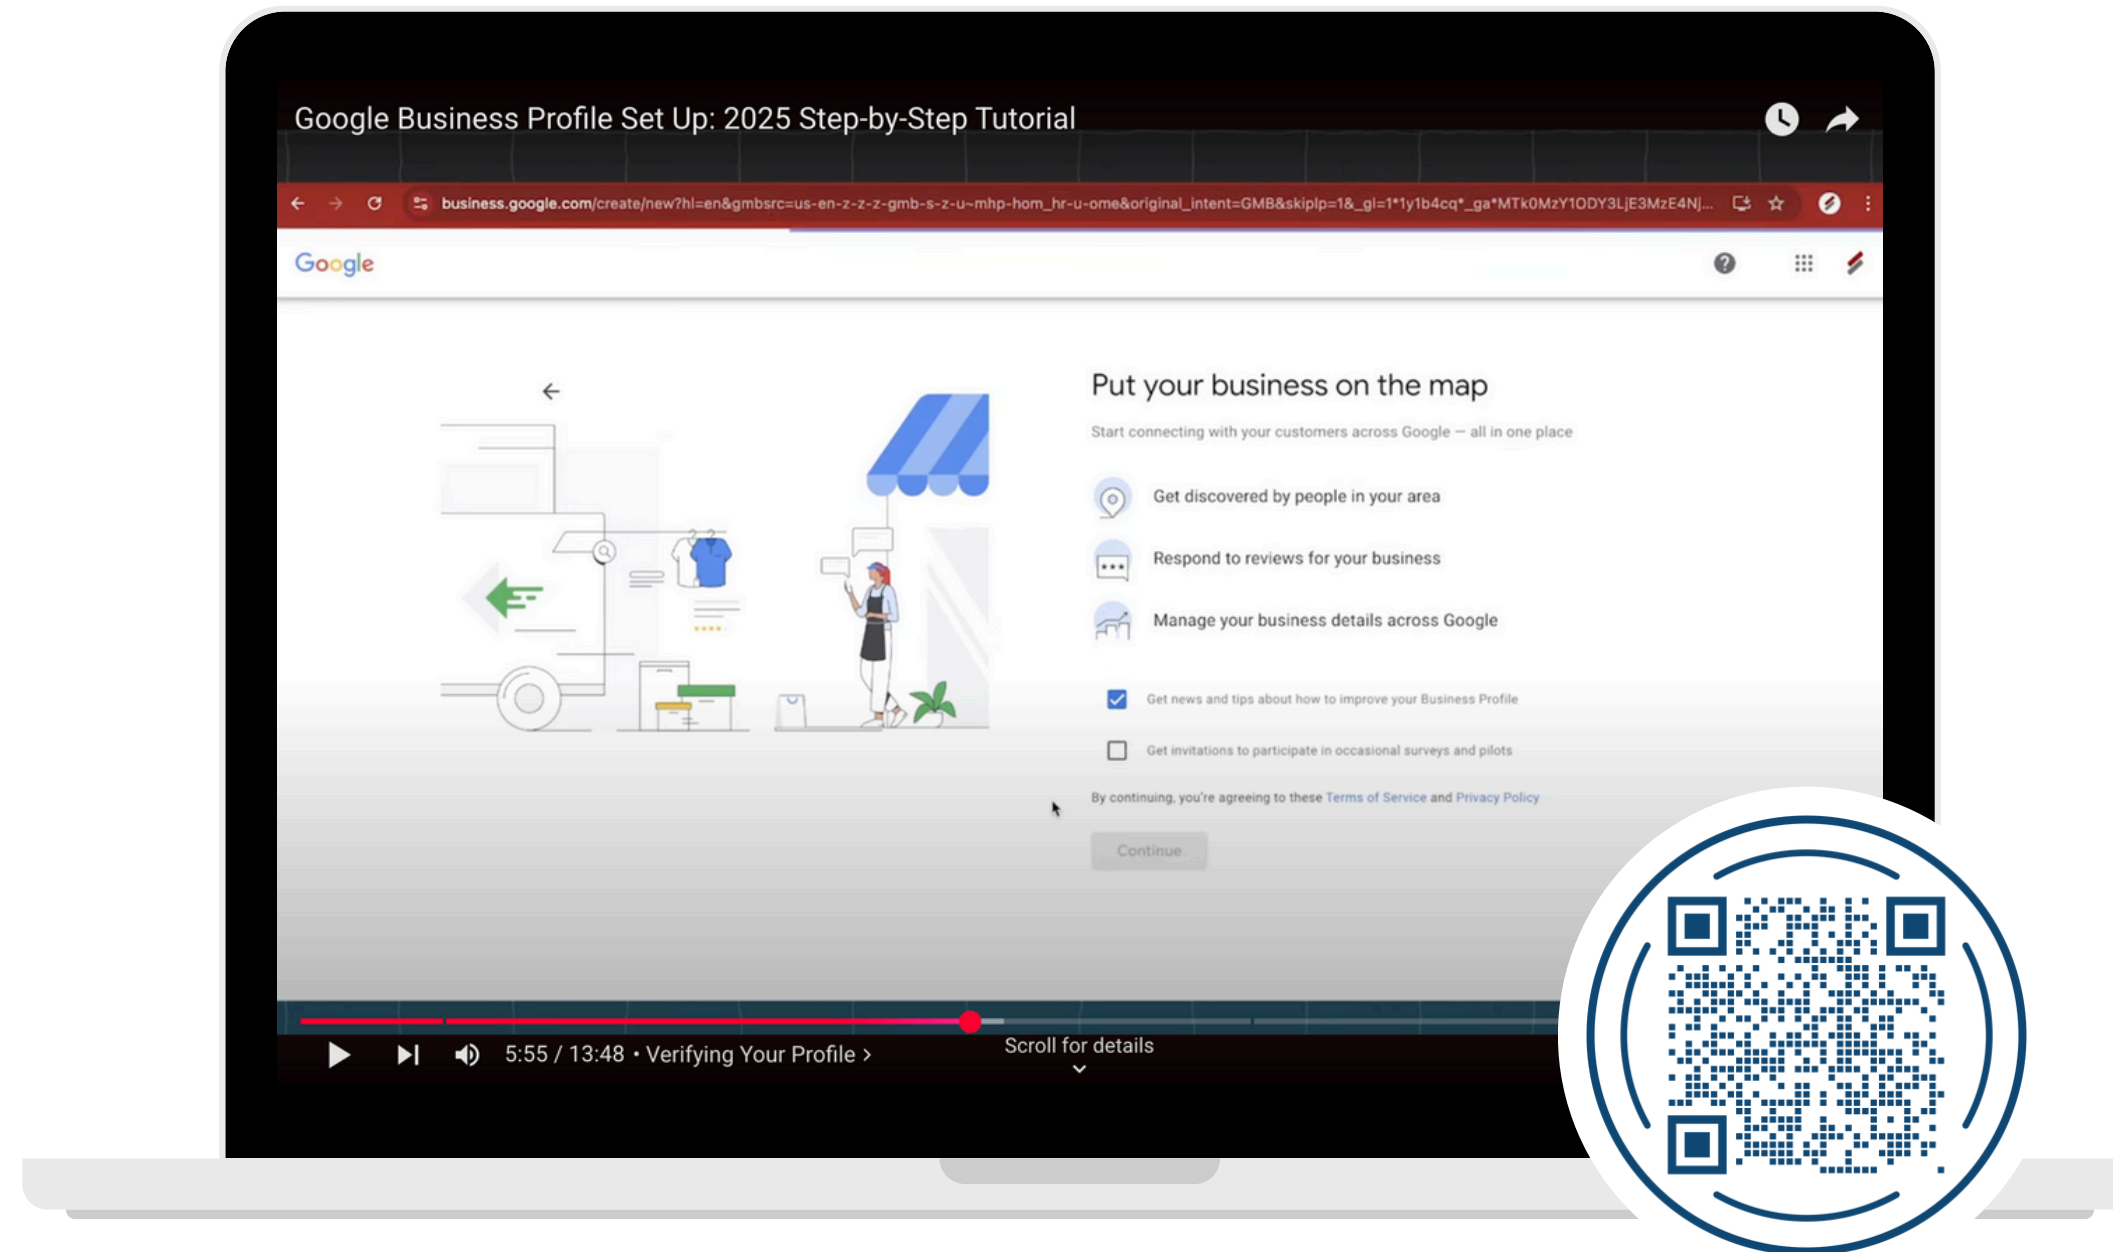 Google Business Profile Set Up: 2025 Step-by-Step Tutorial
business.google.com/create/new?hl=en&gmbsrc=us-en-z-z-z-gmb-s-z-u~mhp-hom_hr-u-ome&original_intent=GMB&skiplp=1&_gl=1*1y1b4cq*_ga*MTk0MzY1ODY3LjE3MzE4Nj...
Google
Put your business on the map
Start connecting with your customers across Google — all in one place
Get discovered by people in your area
Respond to reviews for your business
Manage your business details across Google
Get news and tips about how to improve your Business Profile
Get invitations to participate in occasional surveys and pilots
By continuing, you're agreeing to these Terms of Service and Privacy Policy
Continue
Scroll for details
5:55 / 13:48 • Verifying Your Profile >